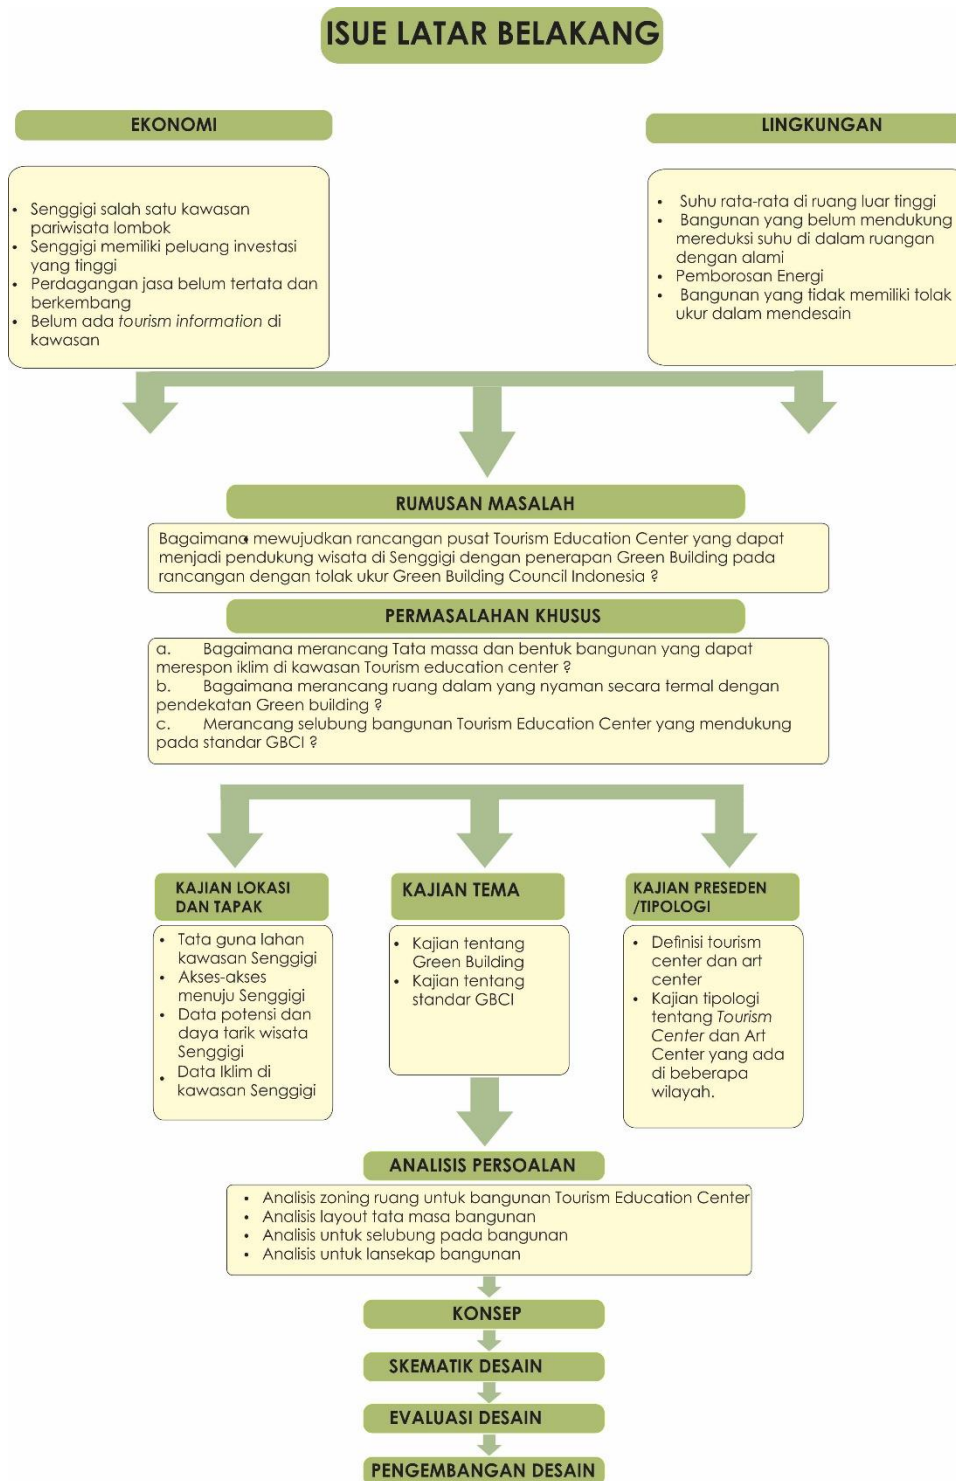 ISUE LATAR BELAKANG
EKONOMI
• Senggigi salah satu kawasan
pariwisata lombok
• Senggigi memiliki peluang investasi
yang tinggi
• Perdagangan jasa belum tertata dan
berkembang
• Belum ada tourism information di
kawasan
LINGKUNGAN
• Suhu rata-rata di ruang luar tinggi
• Bangunan yang belum mendukung
mereduksi suhu di dalam ruangan
dengan alami
• Pemborosan Energi
• Bangunan yang tidak memiliki tolak
ukur dalam mendesain
RUMUSAN MASALAH
Bagaimana mewujudkan rancangan pusat Tourism Education Center yang dapat
menjadi pendukung wisata di Senggigi dengan penerapan Green Building pada
rancangan dengan tolak ukur Green Building Council Indonesia ?
PERMASALAHAN KHUSUS
a. Bagaimana merancang Tata massa dan bentuk bangunan yang dapat
merespon iklim di kawasan Tourism education center ?
b. Bagaimana merancang ruang dalam yang nyaman secara termal dengan
pendekatan Green building ?
c. Merancang selubung bangunan Tourism Education Center yang mendukung
pada standar GBCI ?
KAJIAN LOKASI
DAN TAPAK
• Tata guna lahan
kawasan Senggigi
• Akses-akses
menuju Senggigi
• Data potensi dan
daya tarik wisata
Senggigi
• Data Iklim di
kawasan Senggigi
KAJIAN TEMA
• Kajian tentang
Green Building
• Kajian tentang
standar GBCI
KAJIAN PRESEDEN
/TIPOLOGI
• Definisi tourism
center dan art
center
• Kajian tipologi
tentang Tourism
Center dan Art
Center yang ada
di beberapa
wilayah.
ANALISIS PERSOALAN
• Analisis zoning ruang untuk bangunan Tourism Education Center
• Analisis layout tata masa bangunan
• Analisis untuk selubung pada bangunan
• Analisis untuk lansekap bangunan
KONSEP
SKEMATIK DESAIN
EVALUASI DESAIN
PENGEMBANGAN DESAIN